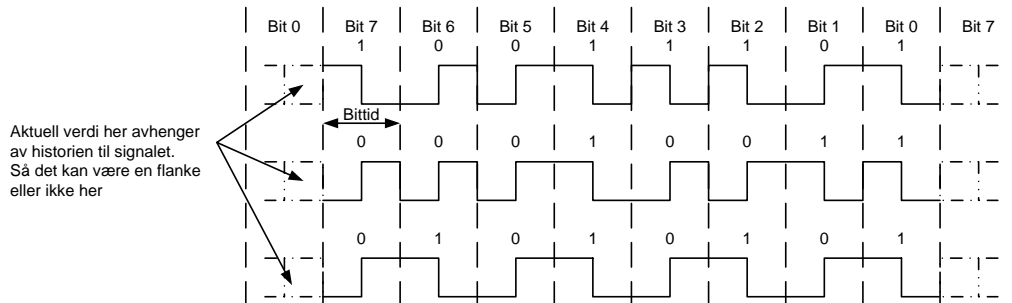 Bit 0 Bit 7 Bit 6 Bit 5 Bit 4 Bit 3 Bit 2 Bit 1 Bit 0 Bit 7
1 0 0 1 1 1 0 1
Bittid
0 0 0 1 0 0 1 1
Aktuell verdi her avhenger
av historien til signalet.
Så det kan være en flanke
eller ikke her
0 1 0 1 0 1 0 1